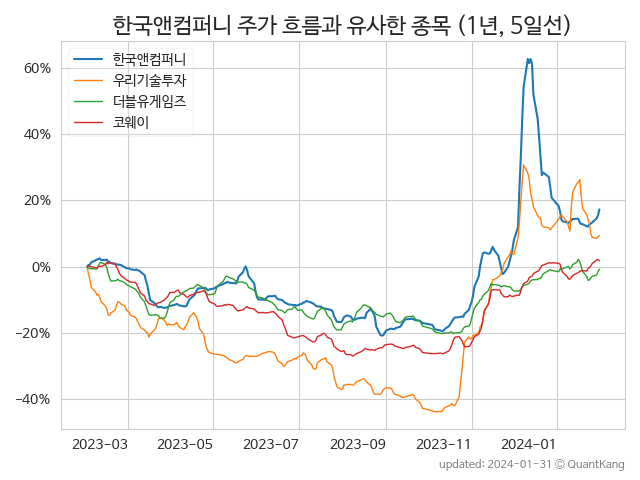 한국앤컴퍼니 주가 흐름과 유사한 종목 (1년, 5일선)
한국앤컴퍼니
우리기술투자
더블유게임즈
코웨이
60%
40%
20%
0%
−20%
−40%
2023-03 2023-05 2023-07 2023-09 2023-11 2024-01
updated: 2024-01-31 © QuantKang